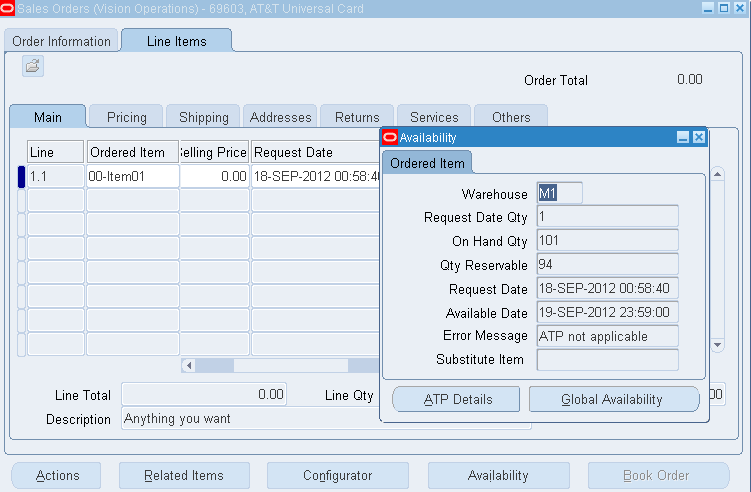 Sales Orders (Vision Operations) - 69603, AT&T Universal Card
Order Information Line Items
Order Total 0.00
Main Pricing Shipping Addresses Returns Services Others
Line Ordered Item elling Price Request Date
1.1 00-Item01 0.00 18-SEP-2012 00:58:40
Availability
Ordered Item
Warehouse M1
Request Date Qty 1
On Hand Qty 101
Qty Reservable 94
Request Date 18-SEP-2012 00:58:40
Available Date 19-SEP-2012 23:59:00
Error Message ATP not applicable
Substitute Item
ATP Details Global Availability
Line Total 0.00 Line Qty 00
Description Anything you want
Actions Related Items Configurator Availability Book Order